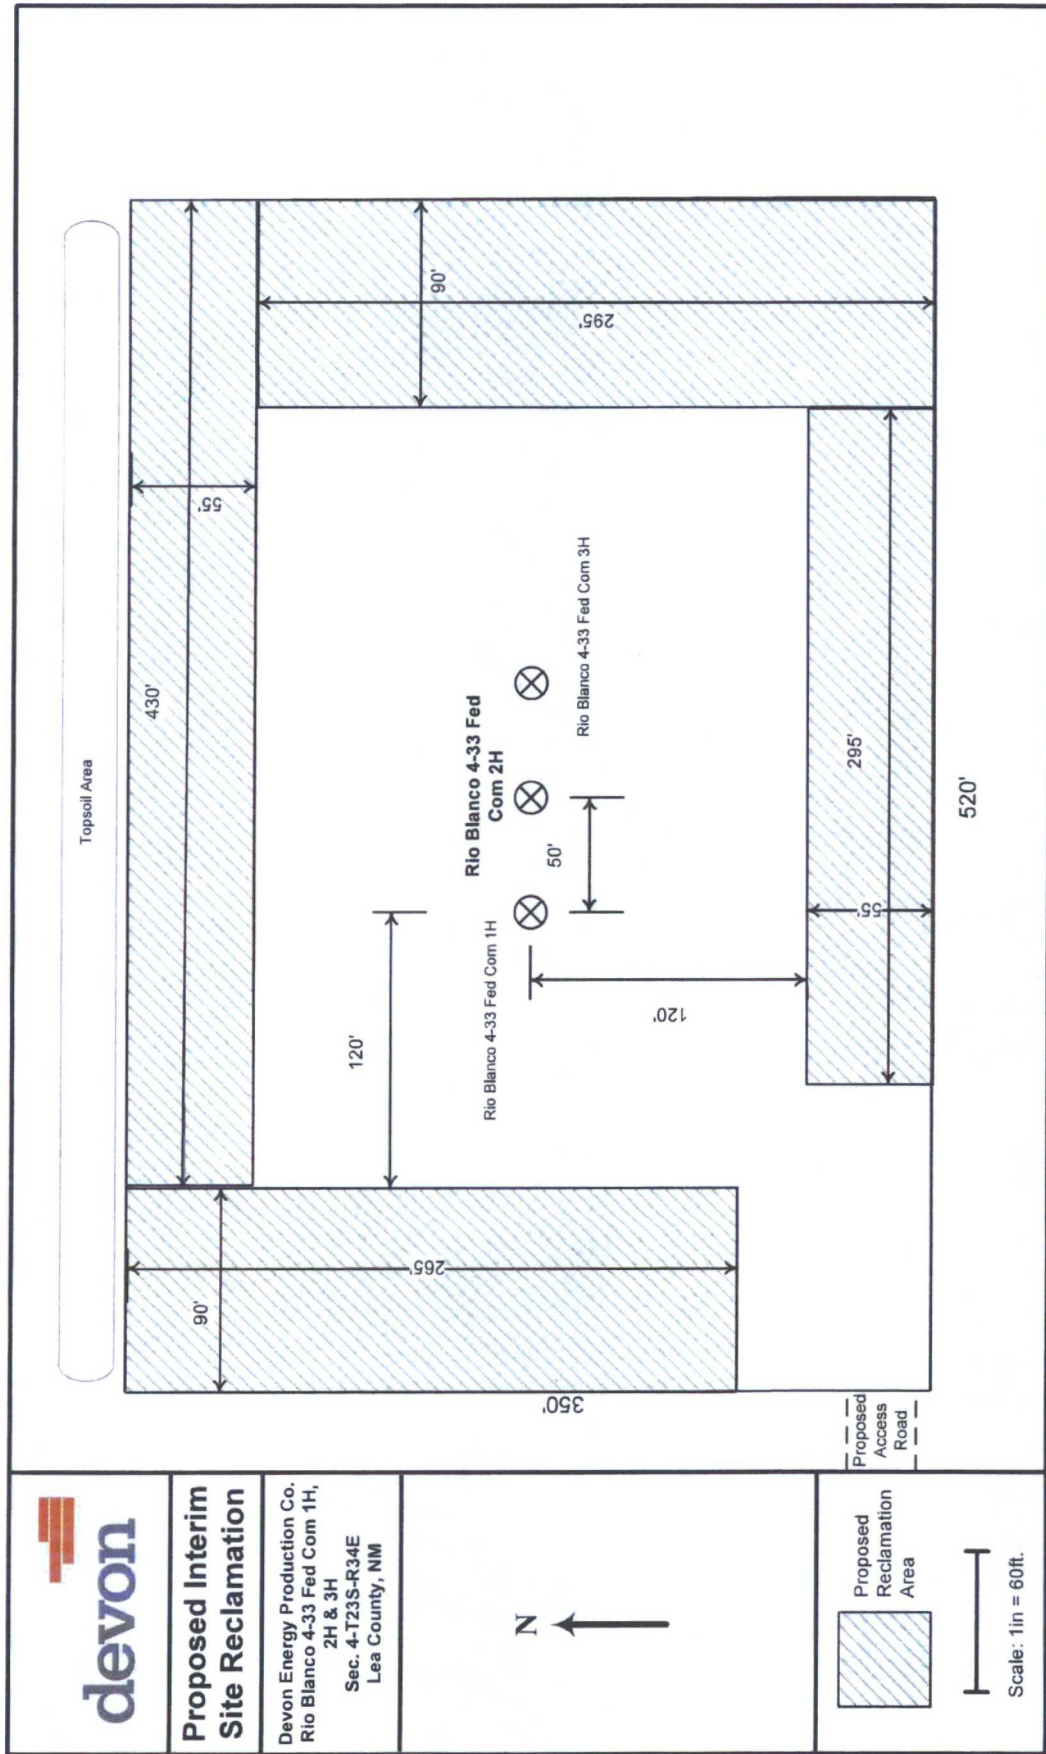 devon
Proposed Interim
Site Reclamation
Devon Energy Production Co.
Rio Blanco 4-33 Fed Com 1H,
2H & 3H
Sec. 4-T23S-R34E
Lea County, NM
N
Proposed
Reclamation
Area
Scale: 1in = 60ft.
Topsoil Area
430'
55'
90'
295'
90'
265'
350'
120'
Rio Blanco 4-33 Fed
Com 2H
Rio Blanco 4-33 Fed Com 1H
50'
Rio Blanco 4-33 Fed Com 3H
120'
295'
55'
520'
Proposed
Access
Road